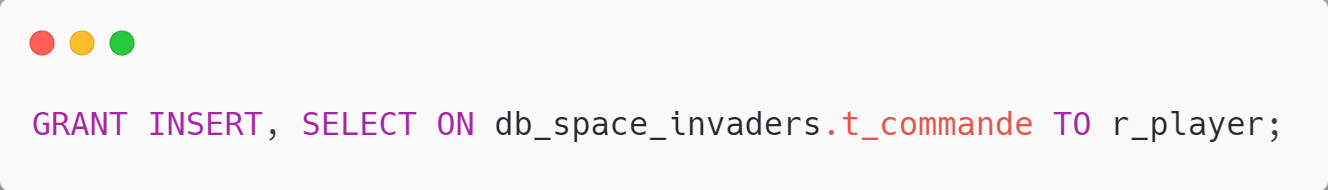 GRANT INSERT, SELECT ON db_space_invaders.t_commande TO r_player;